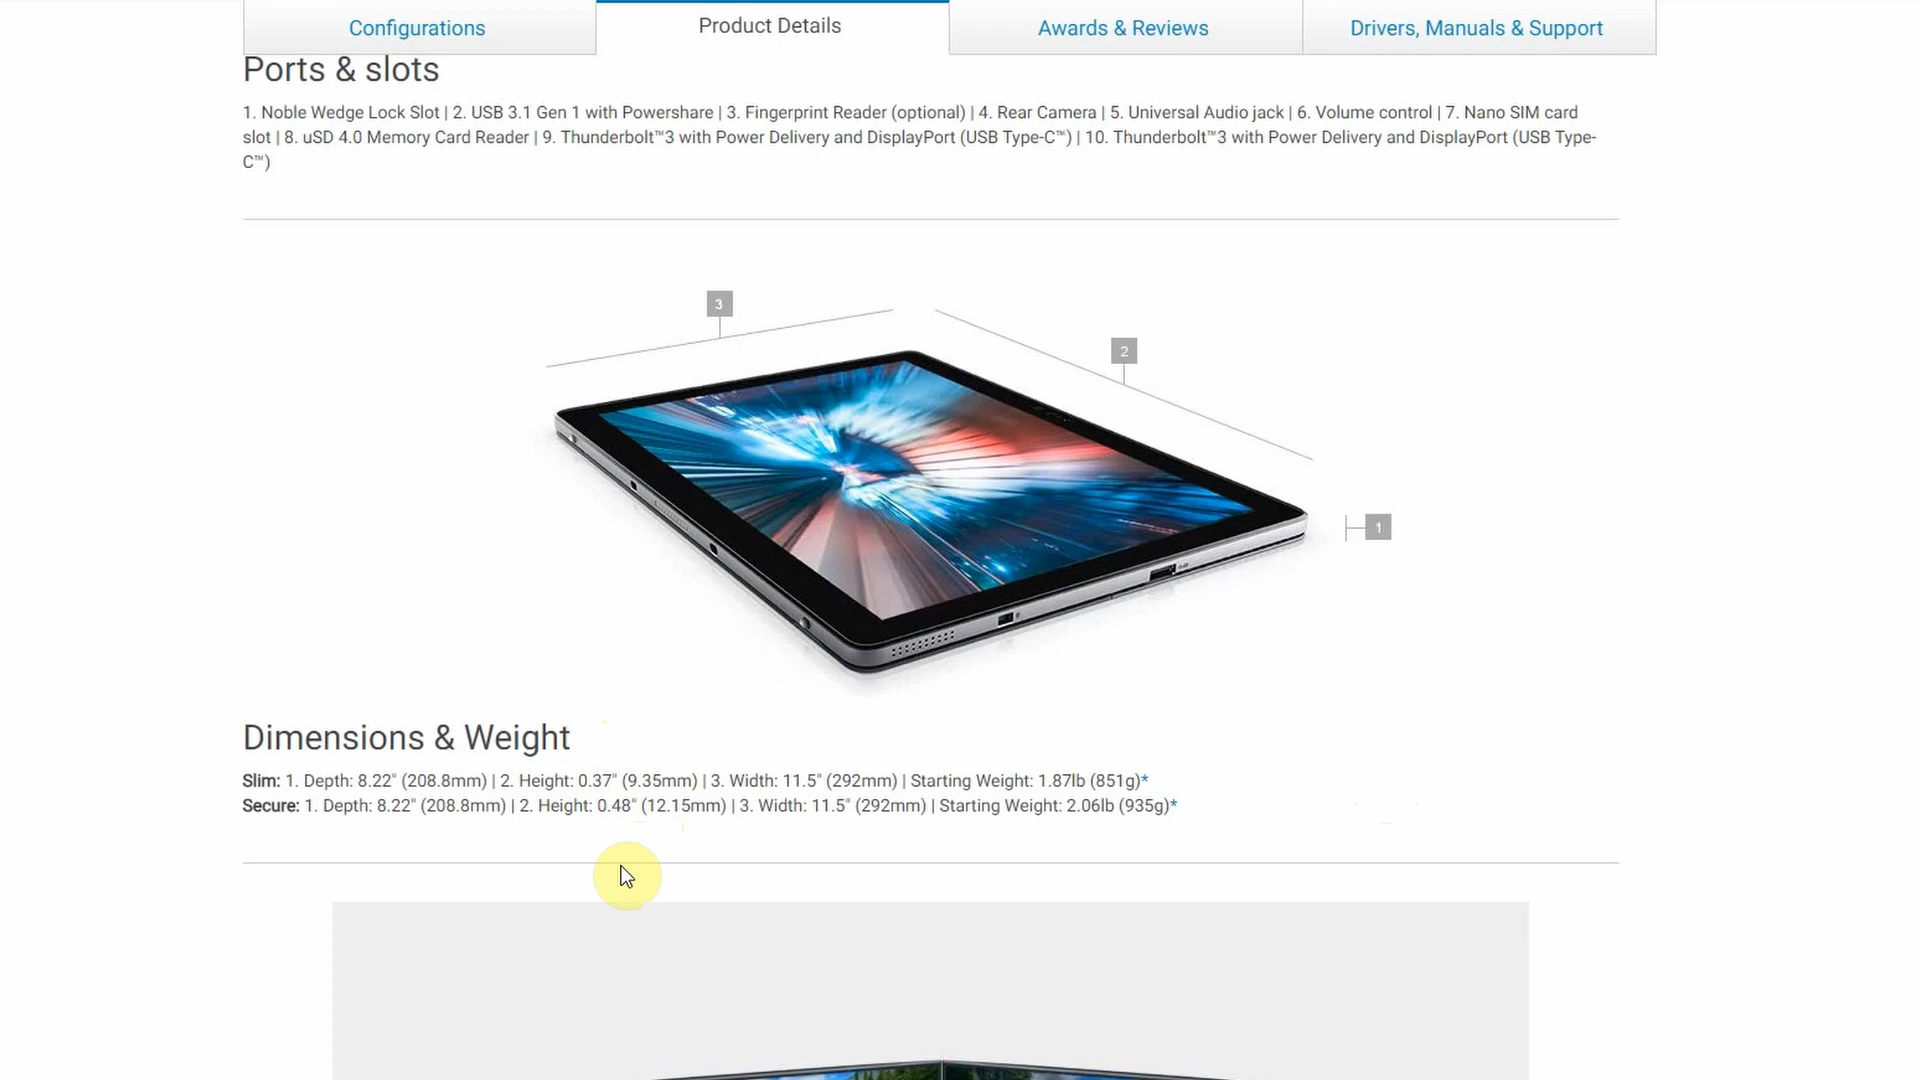 Configurations
Product Details
Awards & Reviews
Drivers, Manuals & Support
Ports & slots
1. Noble Wedge Lock Slot | 2. USB 3.1 Gen 1 with Powershare | 3. Fingerprint Reader (optional) | 4. Rear Camera | 5. Universal Audio jack | 6. Volume control | 7. Nano SIM card
slot | 8. uSD 4.0 Memory Card Reader | 9. Thunderbolt™3 with Power Delivery and DisplayPort (USB Type-C™) | 10. Thunderbolt™3 with Power Delivery and DisplayPort (USB Type-
C™)
3
2
1
Dimensions & Weight
Slim: 1. Depth: 8.22" (208.8mm) | 2. Height: 0.37" (9.35mm) | 3. Width: 11.5" (292mm) | Starting Weight: 1.87lb (851g)*
Secure: 1. Depth: 8.22" (208.8mm) | 2. Height: 0.48" (12.15mm) | 3. Width: 11.5" (292mm) | Starting Weight: 2.06lb (935g)*